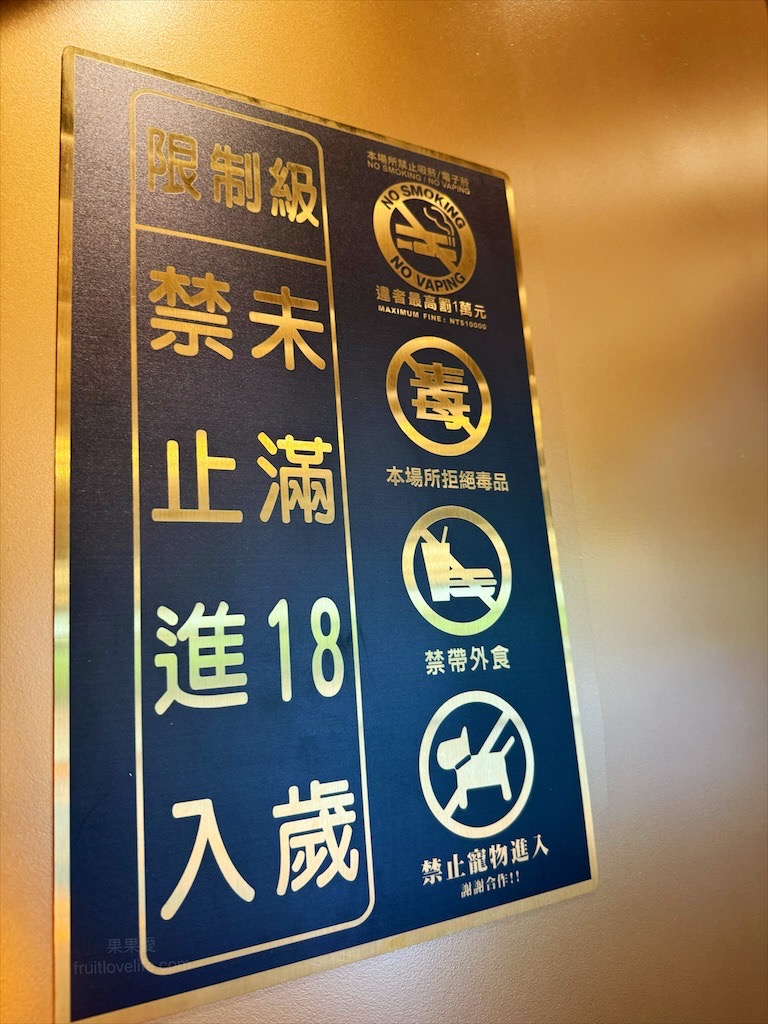 限制級
未滿18歲
禁止進入
本場所禁止吸菸/電子菸
NO SMOKING / NO VAPING
NO SMOKING
NO VAPING
違者最高罰1萬元
MAXIMUM FINE: NT$10000
毒
本場所拒絕毒品
禁帶外食
禁止寵物進入
謝謝合作!!
果果愛
fruitlovelife.com